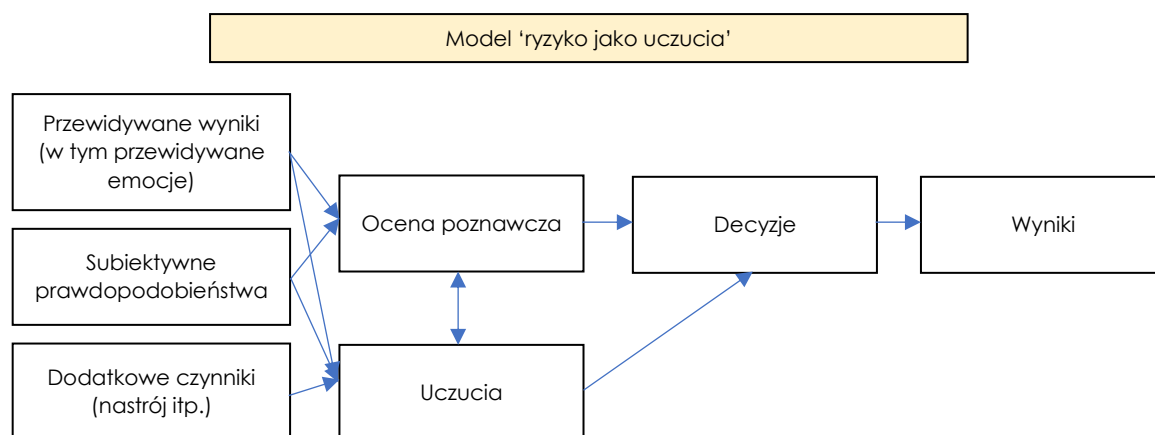 Model ‘ryzyko jako uczucia’
Przewidywane wyniki
(w tym przewidywane
emocje)
Ocena poznawcza
Decyzje
Wyniki
Subiektywne
prawdopodobieństwa
Dodatkowe czynniki
(nastrój itp.)
Uczucia